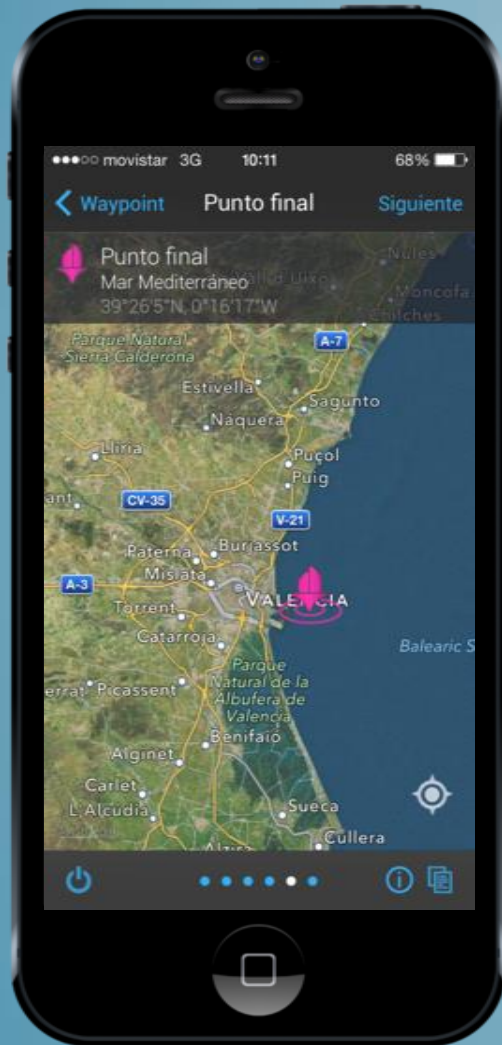 movistar 3G 10:11 68%
Waypoint Punto final Siguiente
Punto final
Mar Mediterráneo
39°26'5"N, 0°16'17"W
Nules
Moncofa
Chilches
Parque Natural
Sierra Calderona
A-7
Estivella
Sagunto
Náquera
Llíria
Puçol
Puig
CV-35
V-21
Paterna
Burjassot
Mislata
A-3
VALENCIA
Torrent
Catarroja
Balearic S
Parque
Natural de la
Albufera de
Valencia
Picassent
Benifaió
Alginet
Carlet
L'Alcúdia
Sueca
Cullera